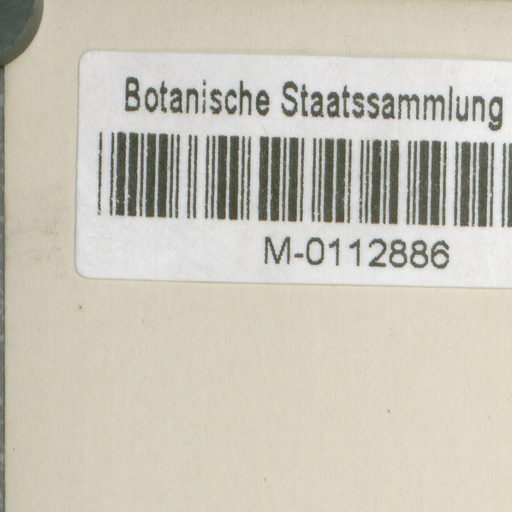 Botanische Staatssammlung
M-0112886